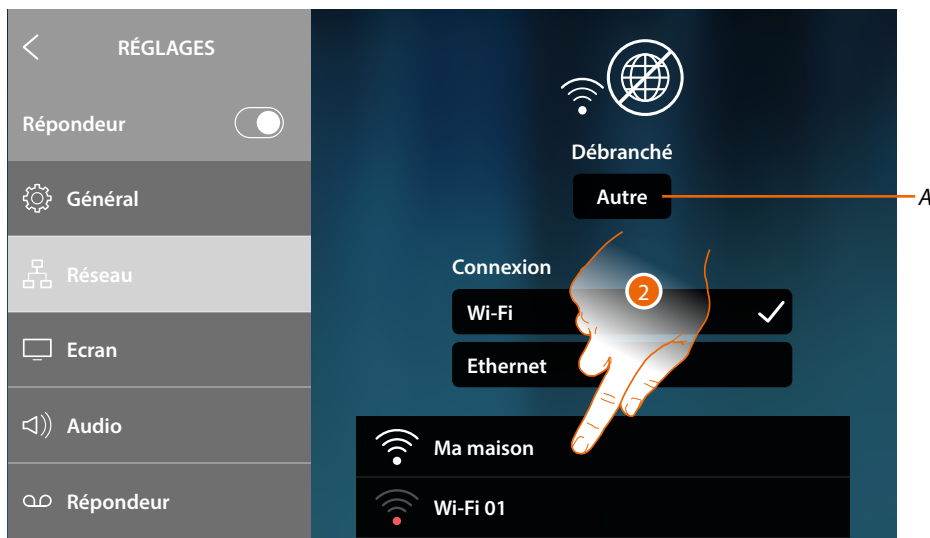 RÉGLAGES
Répondeur
Général
Réseau
Ecran
Audio
Répondeur
Débranché
Autre
A
Connexion
2
Wi-Fi
Ethernet
Ma maison
Wi-Fi 01